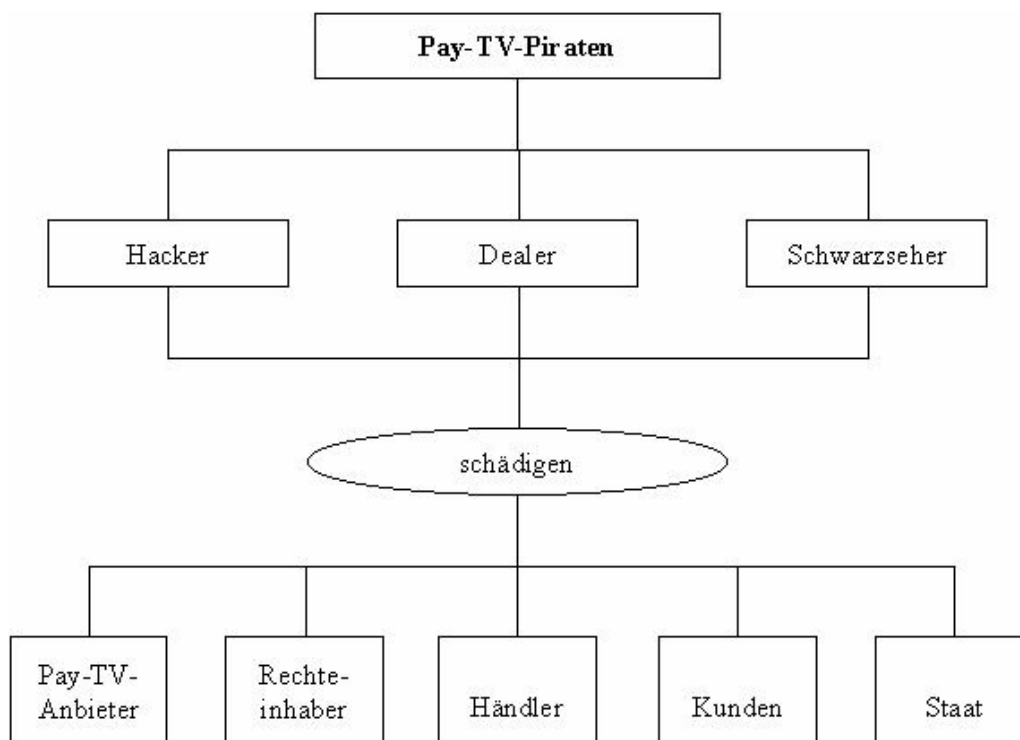 Pay-TV-Piraten
Hacker
Dealer
Schwarzseher
schädigen
Pay-TV-
Anbieter
Rechte-
inhaber
Händler
Kunden
Staat